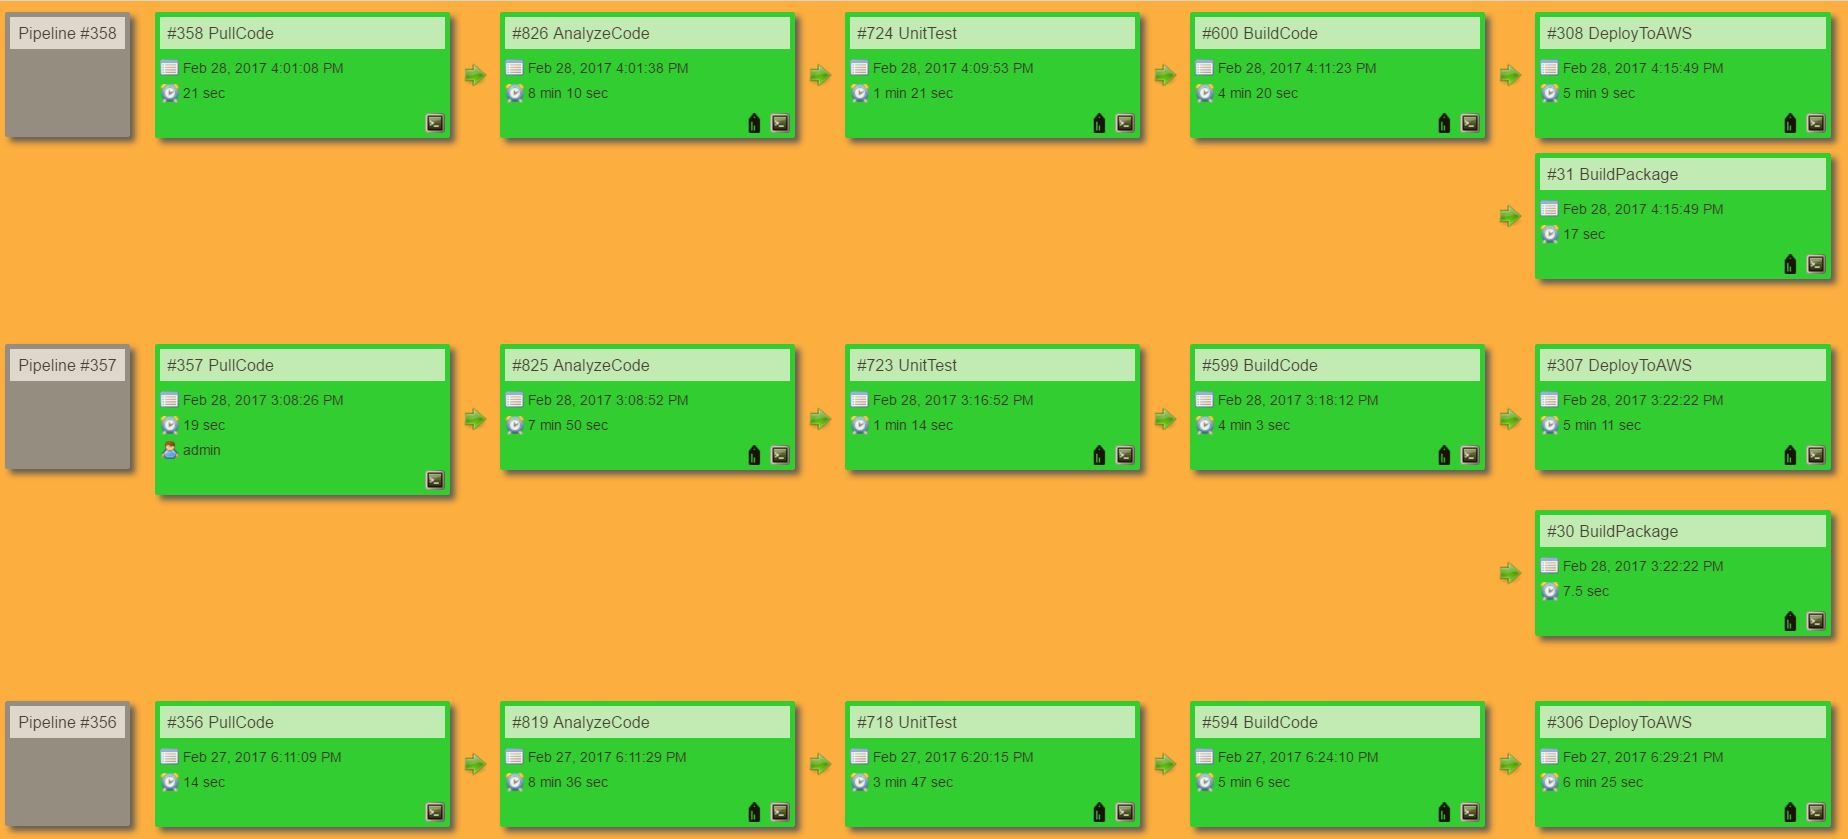 Pipeline #358
#358 PullCode
Feb 28, 2017 4:01:08 PM
21 sec
#826 AnalyzeCode
Feb 28, 2017 4:01:38 PM
8 min 10 sec
#724 UnitTest
Feb 28, 2017 4:09:53 PM
1 min 21 sec
#600 BuildCode
Feb 28, 2017 4:11:23 PM
4 min 20 sec
#308 DeployToAWS
Feb 28, 2017 4:15:49 PM
5 min 9 sec
#31 BuildPackage
Feb 28, 2017 4:15:49 PM
17 sec
Pipeline #357
#357 PullCode
Feb 28, 2017 3:08:26 PM
19 sec
admin
#825 AnalyzeCode
Feb 28, 2017 3:08:52 PM
7 min 50 sec
#723 UnitTest
Feb 28, 2017 3:16:52 PM
1 min 14 sec
#599 BuildCode
Feb 28, 2017 3:18:12 PM
4 min 3 sec
#307 DeployToAWS
Feb 28, 2017 3:22:22 PM
5 min 11 sec
#30 BuildPackage
Feb 28, 2017 3:22:22 PM
7.5 sec
Pipeline #356
#356 PullCode
Feb 27, 2017 6:11:09 PM
14 sec
#819 AnalyzeCode
Feb 27, 2017 6:11:29 PM
8 min 36 sec
#718 UnitTest
Feb 27, 2017 6:20:15 PM
3 min 47 sec
#594 BuildCode
Feb 27, 2017 6:24:10 PM
5 min 6 sec
#306 DeployToAWS
Feb 27, 2017 6:29:21 PM
6 min 25 sec